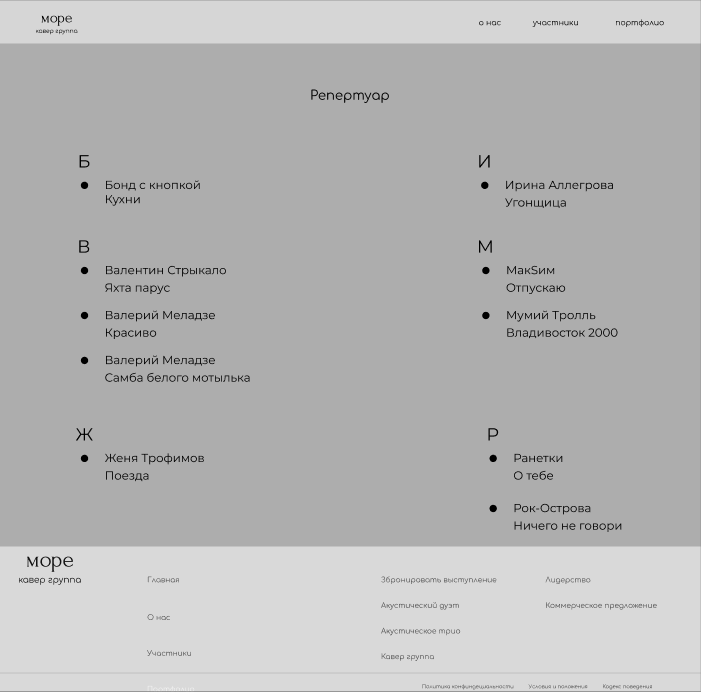 море
кавер группа
о нас
участники
портфолио
Репертуар
Б
Бонд с кнопкой
Кухни
В
Валентин Стрыкало
Яхта парус
Валерий Меладзе
Красиво
Валерий Меладзе
Самба белого мотылька
Ж
Женя Трофимов
Поезда
И
Ирина Аллегрова
Угонщица
М
МакSим
Отпускаю
Мумий Тролль
Владивосток 2000
Р
Ранетки
О тебе
Рок-Острова
Ничего не говори
море
кавер группа
Главная
О нас
Участники
Портфолио
Збронировать выступление
Акустический дуэт
Акустическое трио
Кавер группа
Лидерство
Коммерческое предложение
Политика конфиндециальности
Условия и положения
Кодекс поведения